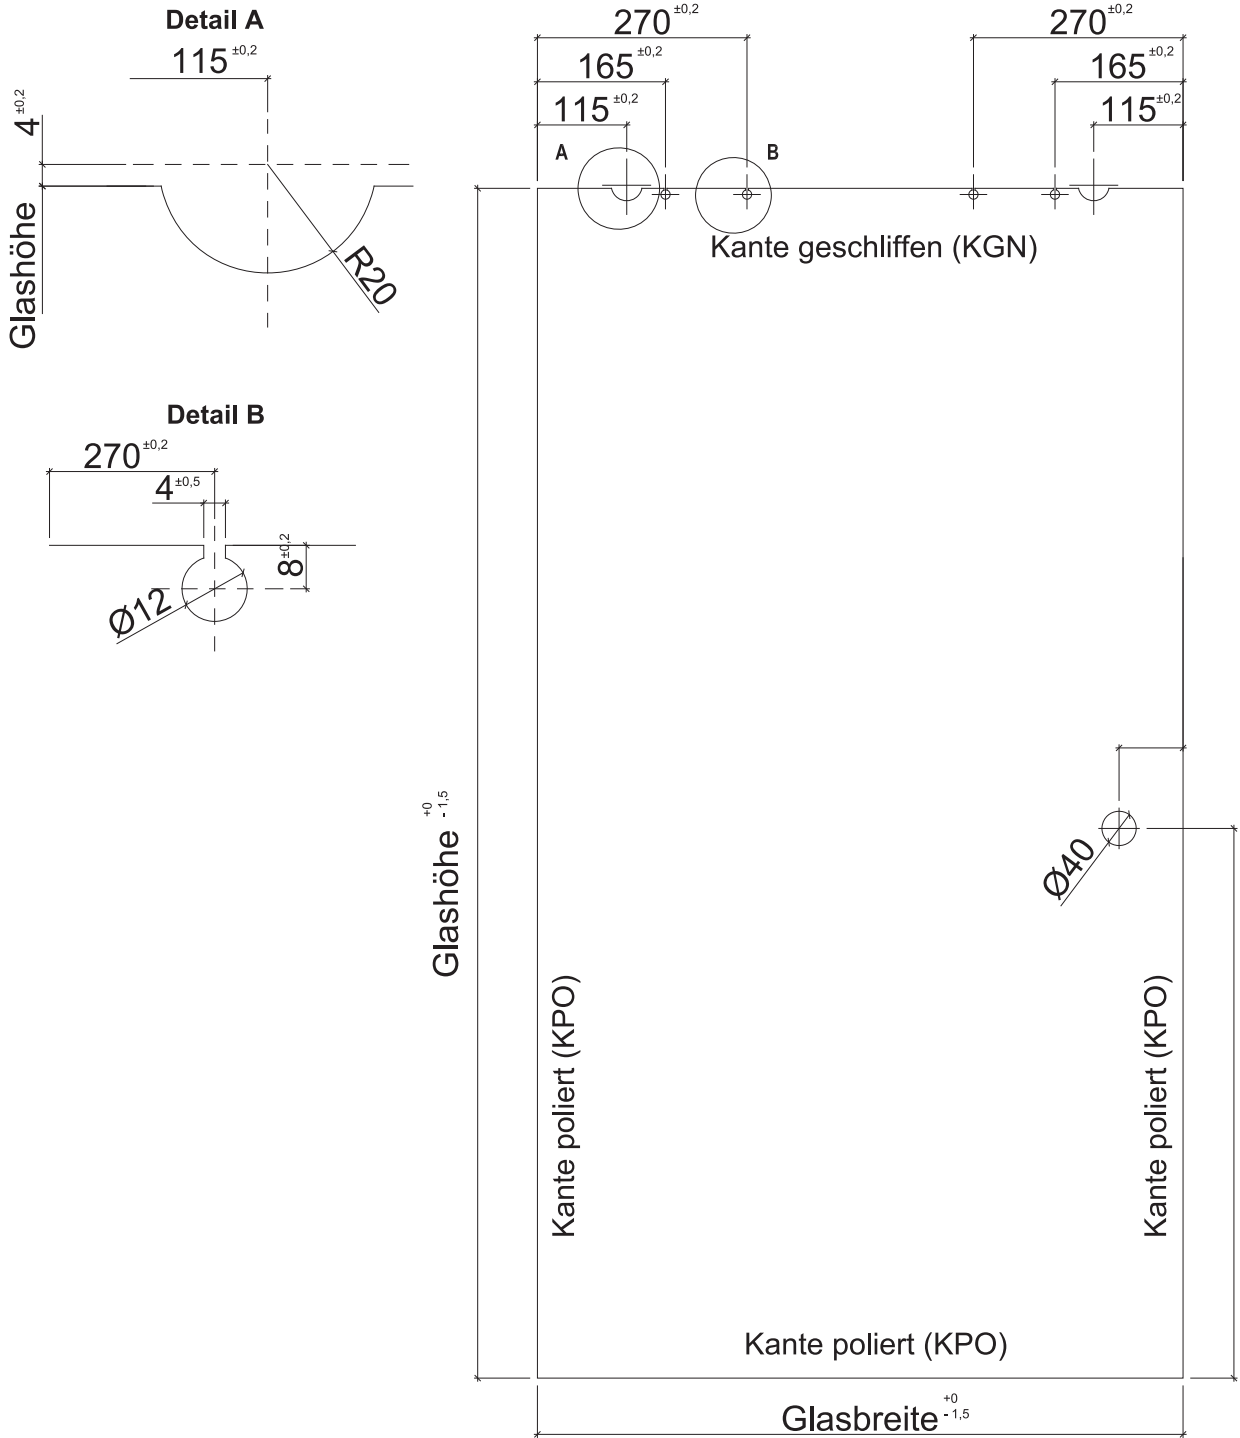 Detail A
115 ±0,2
4 ±0,2
Glashöhe
R20
Detail B
270 ±0,2
4 ±0,5
8 ±0,2
Ø12
270 ±0,2
270 ±0,2
165 ±0,2
165 ±0,2
115 ±0,2
115 ±0,2
A
B
Kante geschliffen (KGN)
Glashöhe +0 -1,5
Ø40
Kante poliert (KPO)
Kante poliert (KPO)
Kante poliert (KPO)
Glasbreite +0 -1,5